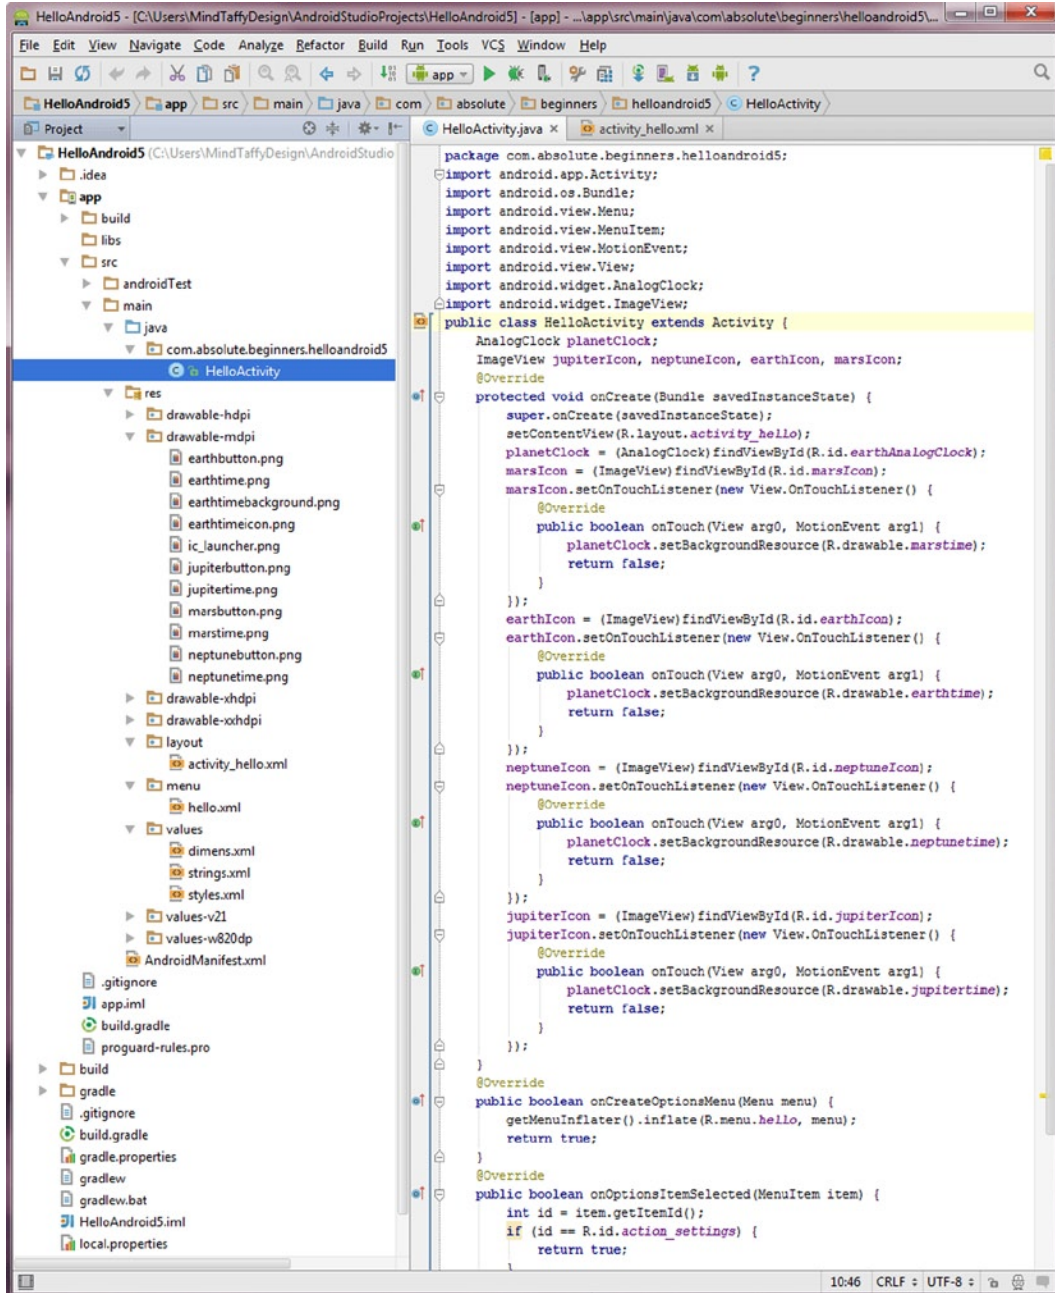 HelloAndroid5 - [C:\Users\MindTaffyDesign\AndroidStudioProjects\HelloAndroid5] - [app] - ...\app\src\main\java\com\absolute\beginners\helloandroid5\...
File Edit View Navigate Code Analyze Refactor Build Run Tools VCS Window Help
app
HelloAndroid5 app src main java com absolute beginners helloandroid5 HelloActivity
Project
HelloAndroid5 (C:\Users\MindTaffyDesign\AndroidStudio
.idea
app
build
libs
src
androidTest
main
java
com.absolute.beginners.helloandroid5
HelloActivity
res
drawable-hdpi
drawable-mdpi
earthbutton.png
earthtime.png
earthtimebackground.png
earthtimeicon.png
ic_launcher.png
jupiterbutton.png
jupitertime.png
marsbutton.png
marstime.png
neptunebutton.png
neptunetime.png
drawable-xhdpi
drawable-xxhdpi
layout
activity_hello.xml
menu
hello.xml
values
dimens.xml
strings.xml
styles.xml
values-v21
values-w820dp
AndroidManifest.xml
.gitignore
app.iml
build.gradle
proguard-rules.pro
build
gradle
.gitignore
build.gradle
gradle.properties
gradlew
gradlew.bat
HelloAndroid5.iml
local.properties
HelloActivity.java × activity_hello.xml ×
package com.absolute.beginners.helloandroid5;
import android.app.Activity;
import android.os.Bundle;
import android.view.Menu;
import android.view.MenuItem;
import android.view.MotionEvent;
import android.view.View;
import android.widget.AnalogClock;
import android.widget.ImageView;
public class HelloActivity extends Activity {
AnalogClock planetClock;
ImageView jupiterIcon, neptuneIcon, earthIcon, marsIcon;
@Override
protected void onCreate(Bundle savedInstanceState) {
super.onCreate(savedInstanceState);
setContentView(R.layout.activity_hello);
planetClock = (AnalogClock)findViewById(R.id.earthAnalogClock);
marsIcon = (ImageView)findViewById(R.id.marsIcon);
marsIcon.setOnTouchListener(new View.OnTouchListener() {
@Override
public boolean onTouch(View arg0, MotionEvent arg1) {
planetClock.setBackgroundResource(R.drawable.marstime);
return false;
}
});
earthIcon = (ImageView)findViewById(R.id.earthIcon);
earthIcon.setOnTouchListener(new View.OnTouchListener() {
@Override
public boolean onTouch(View arg0, MotionEvent arg1) {
planetClock.setBackgroundResource(R.drawable.earthtime);
return false;
}
});
neptuneIcon = (ImageView)findViewById(R.id.neptuneIcon);
neptuneIcon.setOnTouchListener(new View.OnTouchListener() {
@Override
public boolean onTouch(View arg0, MotionEvent arg1) {
planetClock.setBackgroundResource(R.drawable.neptunetime);
return false;
}
});
jupiterIcon = (ImageView)findViewById(R.id.jupiterIcon);
jupiterIcon.setOnTouchListener(new View.OnTouchListener() {
@Override
public boolean onTouch(View arg0, MotionEvent arg1) {
planetClock.setBackgroundResource(R.drawable.jupitertime);
return false;
}
});
}
@Override
public boolean onCreateOptionsMenu(Menu menu) {
getMenuInflater().inflate(R.menu.hello, menu);
return true;
}
@Override
public boolean onOptionsItemSelected(MenuItem item) {
int id = item.getItemId();
if (id == R.id.action_settings) {
return true;
10:46 CRLF UTF-8